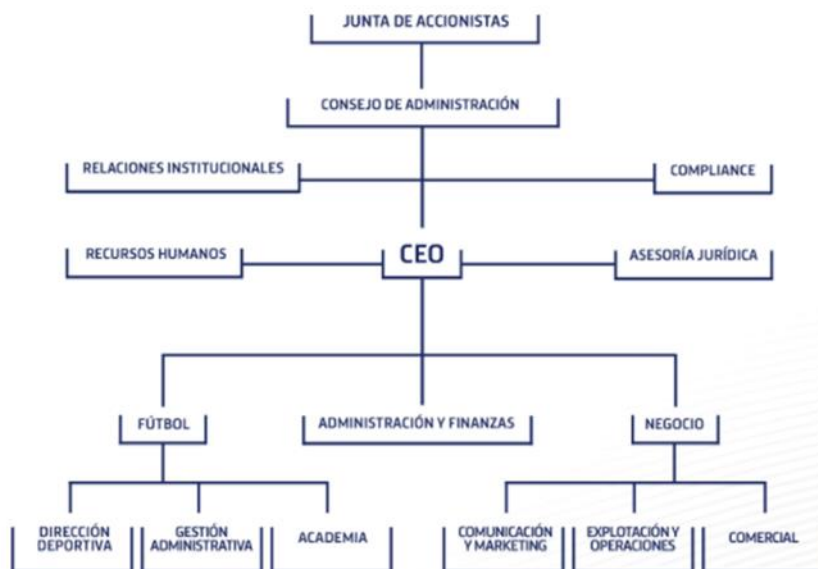 JUNTA DE ACCIONISTAS
CONSEJO DE ADMINISTRACIÓN
RELACIONES INSTITUCIONALES
COMPLIANCE
RECURSOS HUMANOS
CEO
ASESORÍA JURÍDICA
FÚTBOL
ADMINISTRACIÓN Y FINANZAS
NEGOCIO
DIRECCIÓN
DEPORTIVA
GESTIÓN
ADMINISTRATIVA
ACADEMIA
COMUNICACIÓN
Y MARKETING
EXPLOTACIÓN Y
OPERACIONES
COMERCIAL